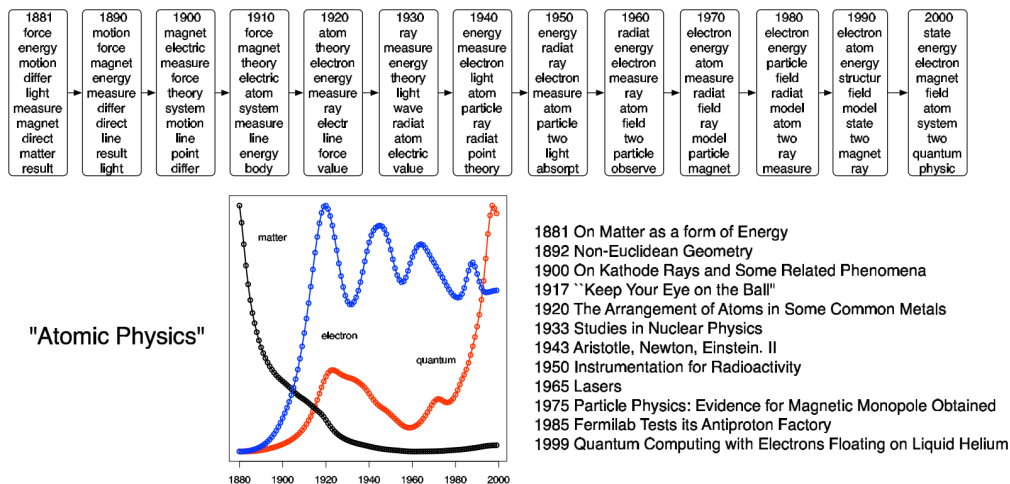 1881
force
energy
motion
differ
light
measure
magnet
direct
matter
result
1890
motion
force
magnet
energy
measure
differ
direct
line
result
light
1900
magnet
electric
measure
force
theory
system
motion
line
point
differ
1910
force
magnet
theory
electric
atom
system
measure
line
energy
body
1920
atom
theory
electron
energy
measure
ray
electr
line
force
value
1930
ray
measure
energy
theory
light
wave
radiat
atom
electric
value
1940
energy
measure
electron
light
atom
particle
ray
radiat
point
theory
1950
energy
radiat
ray
electron
measure
atom
particle
two
light
absorpt
1960
radiat
energy
electron
measure
ray
atom
field
two
particle
observe
1970
electron
energy
atom
measure
radiat
field
ray
model
particle
magnet
1980
electron
energy
particle
field
radiat
model
atom
two
ray
measure
1990
electron
atom
energy
structur
field
model
state
two
magnet
ray
2000
state
energy
electron
magnet
field
atom
system
two
quantum
physic
"Atomic Physics"
matter
electron
quantum
1880 1900 1920 1940 1960 1980 2000
1881 On Matter as a form of Energy
1892 Non-Euclidean Geometry
1900 On Kathode Rays and Some Related Phenomena
1917 ``Keep Your Eye on the Ball''
1920 The Arrangement of Atoms in Some Common Metals
1933 Studies in Nuclear Physics
1943 Aristotle, Newton, Einstein. II
1950 Instrumentation for Radioactivity
1965 Lasers
1975 Particle Physics: Evidence for Magnetic Monopole Obtained
1985 Fermilab Tests its Antiproton Factory
1999 Quantum Computing with Electrons Floating on Liquid Helium